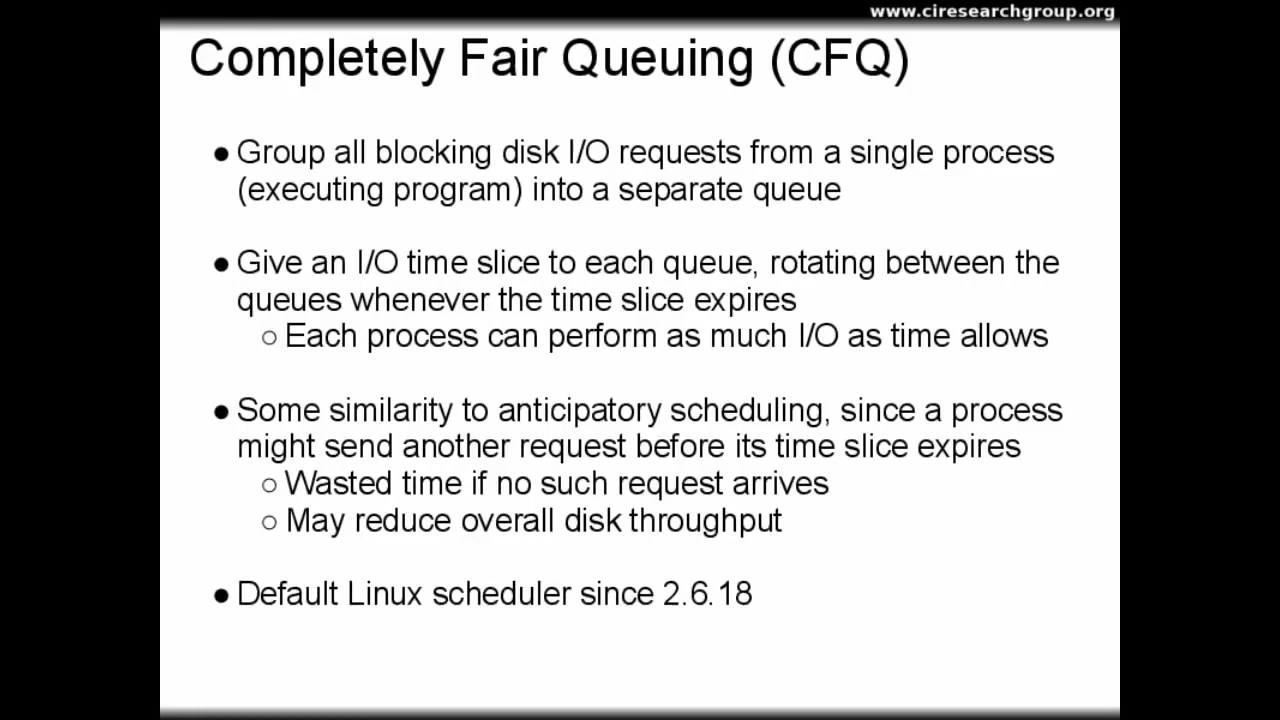 www.ciresearchgroup.org
Completely Fair Queuing (CFQ)
● Group all blocking disk I/O requests from a single process
(executing program) into a separate queue
● Give an I/O time slice to each queue, rotating between the
queues whenever the time slice expires
○ Each process can perform as much I/O as time allows
● Some similarity to anticipatory scheduling, since a process
might send another request before its time slice expires
○ Wasted time if no such request arrives
○ May reduce overall disk throughput
● Default Linux scheduler since 2.6.18